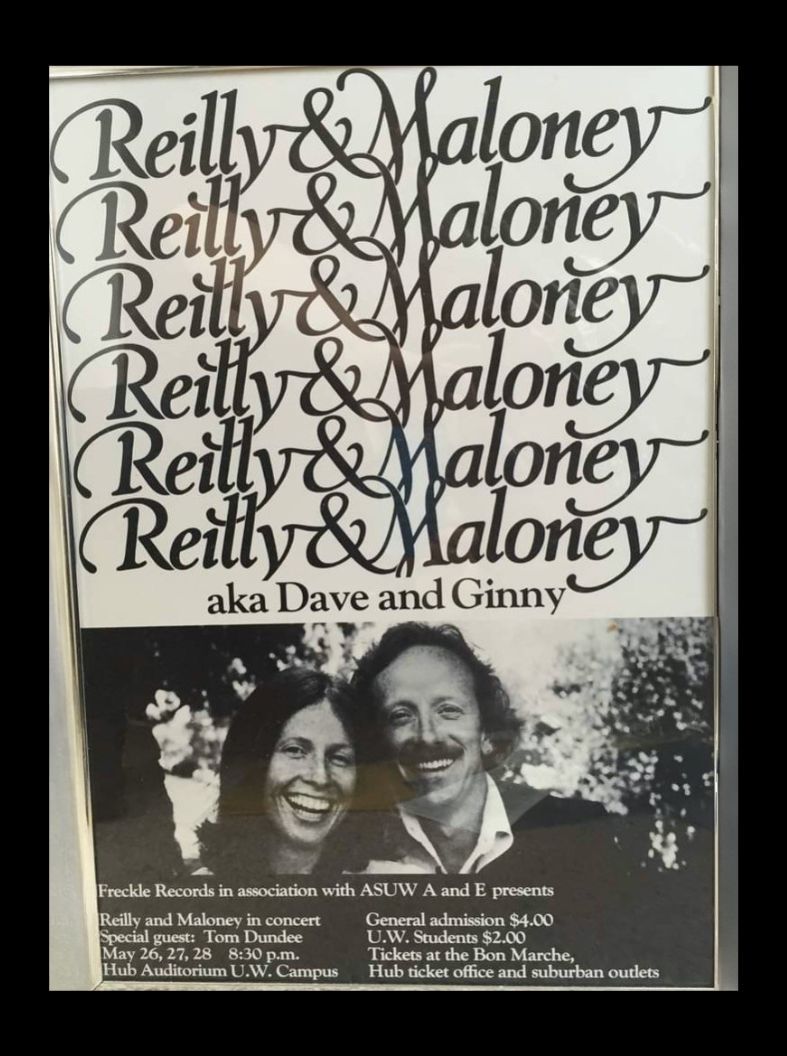 Reilly & Maloney
Reilly & Maloney
Reilly & Maloney
Reilly & Maloney
Reilly & Maloney
Reilly & Maloney
aka Dave and Ginny
Freckle Records in association with ASUW A and E presents
Reilly and Maloney in concert
Special guest: Tom Dundee
May 26, 27, 28 8:30 p.m.
Hub Auditorium U.W. Campus
General admission $4.00
U.W. Students $2.00
Tickets at the Bon Marche,
Hub ticket office and suburban outlets